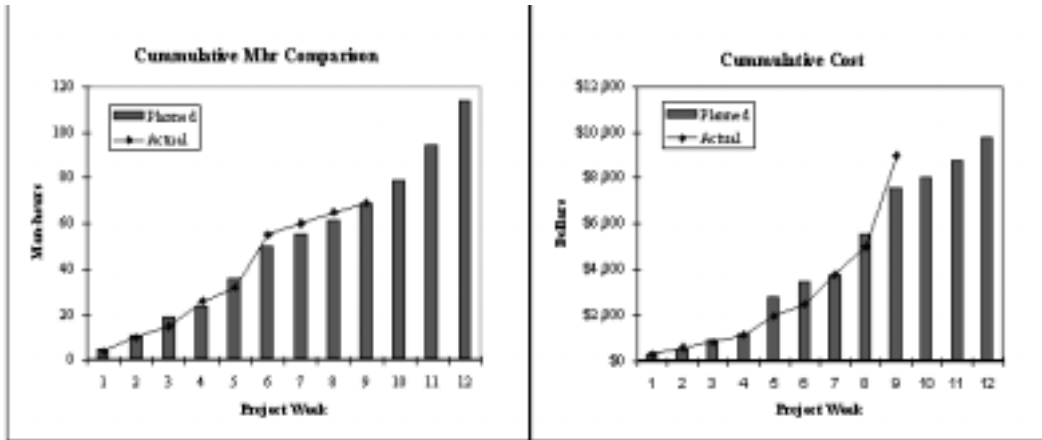 Cummulative Mhr Comparison
120
100
80
60
40
20
0
Man-hours
Planned
Actual
1 2 3 4 5 6 7 8 9 10 11 12
Project Week
Cummulative Cost
$12,000
$10,000
$8,000
$6,000
$4,000
$2,000
$0
Dollars
Planned
Actual
1 2 3 4 5 6 7 8 9 10 11 12
Project Week